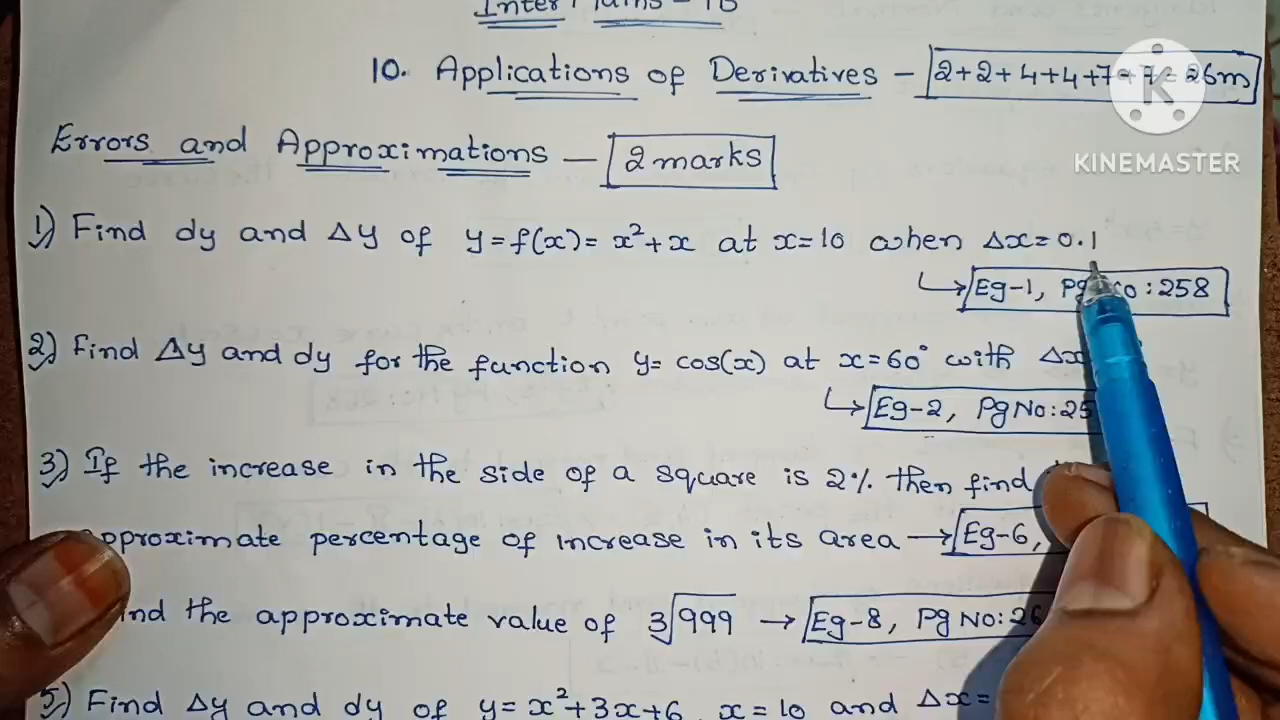 10. Applications of Derivatives - 2+2+4+4+7+7=26m
K
KINEMASTER
Errors and Approximations - 2 marks
1) Find dy and Δy of y=f(x)= x²+x at x=10 when Δx=0.1
Eg-1, Pg No:258
2) Find Δy and dy for the function y= cos(x) at x=60° with Δx
Eg-2, Pg No:25
3) If the increase in the side of a square is 2% then find
approximate percentage of increase in its area → Eg-6,
the approximate value of ∛999 → Eg-8, Pg No:26
5) Find Δy and dy of y=x²+3x+6, x=10 and Δx=